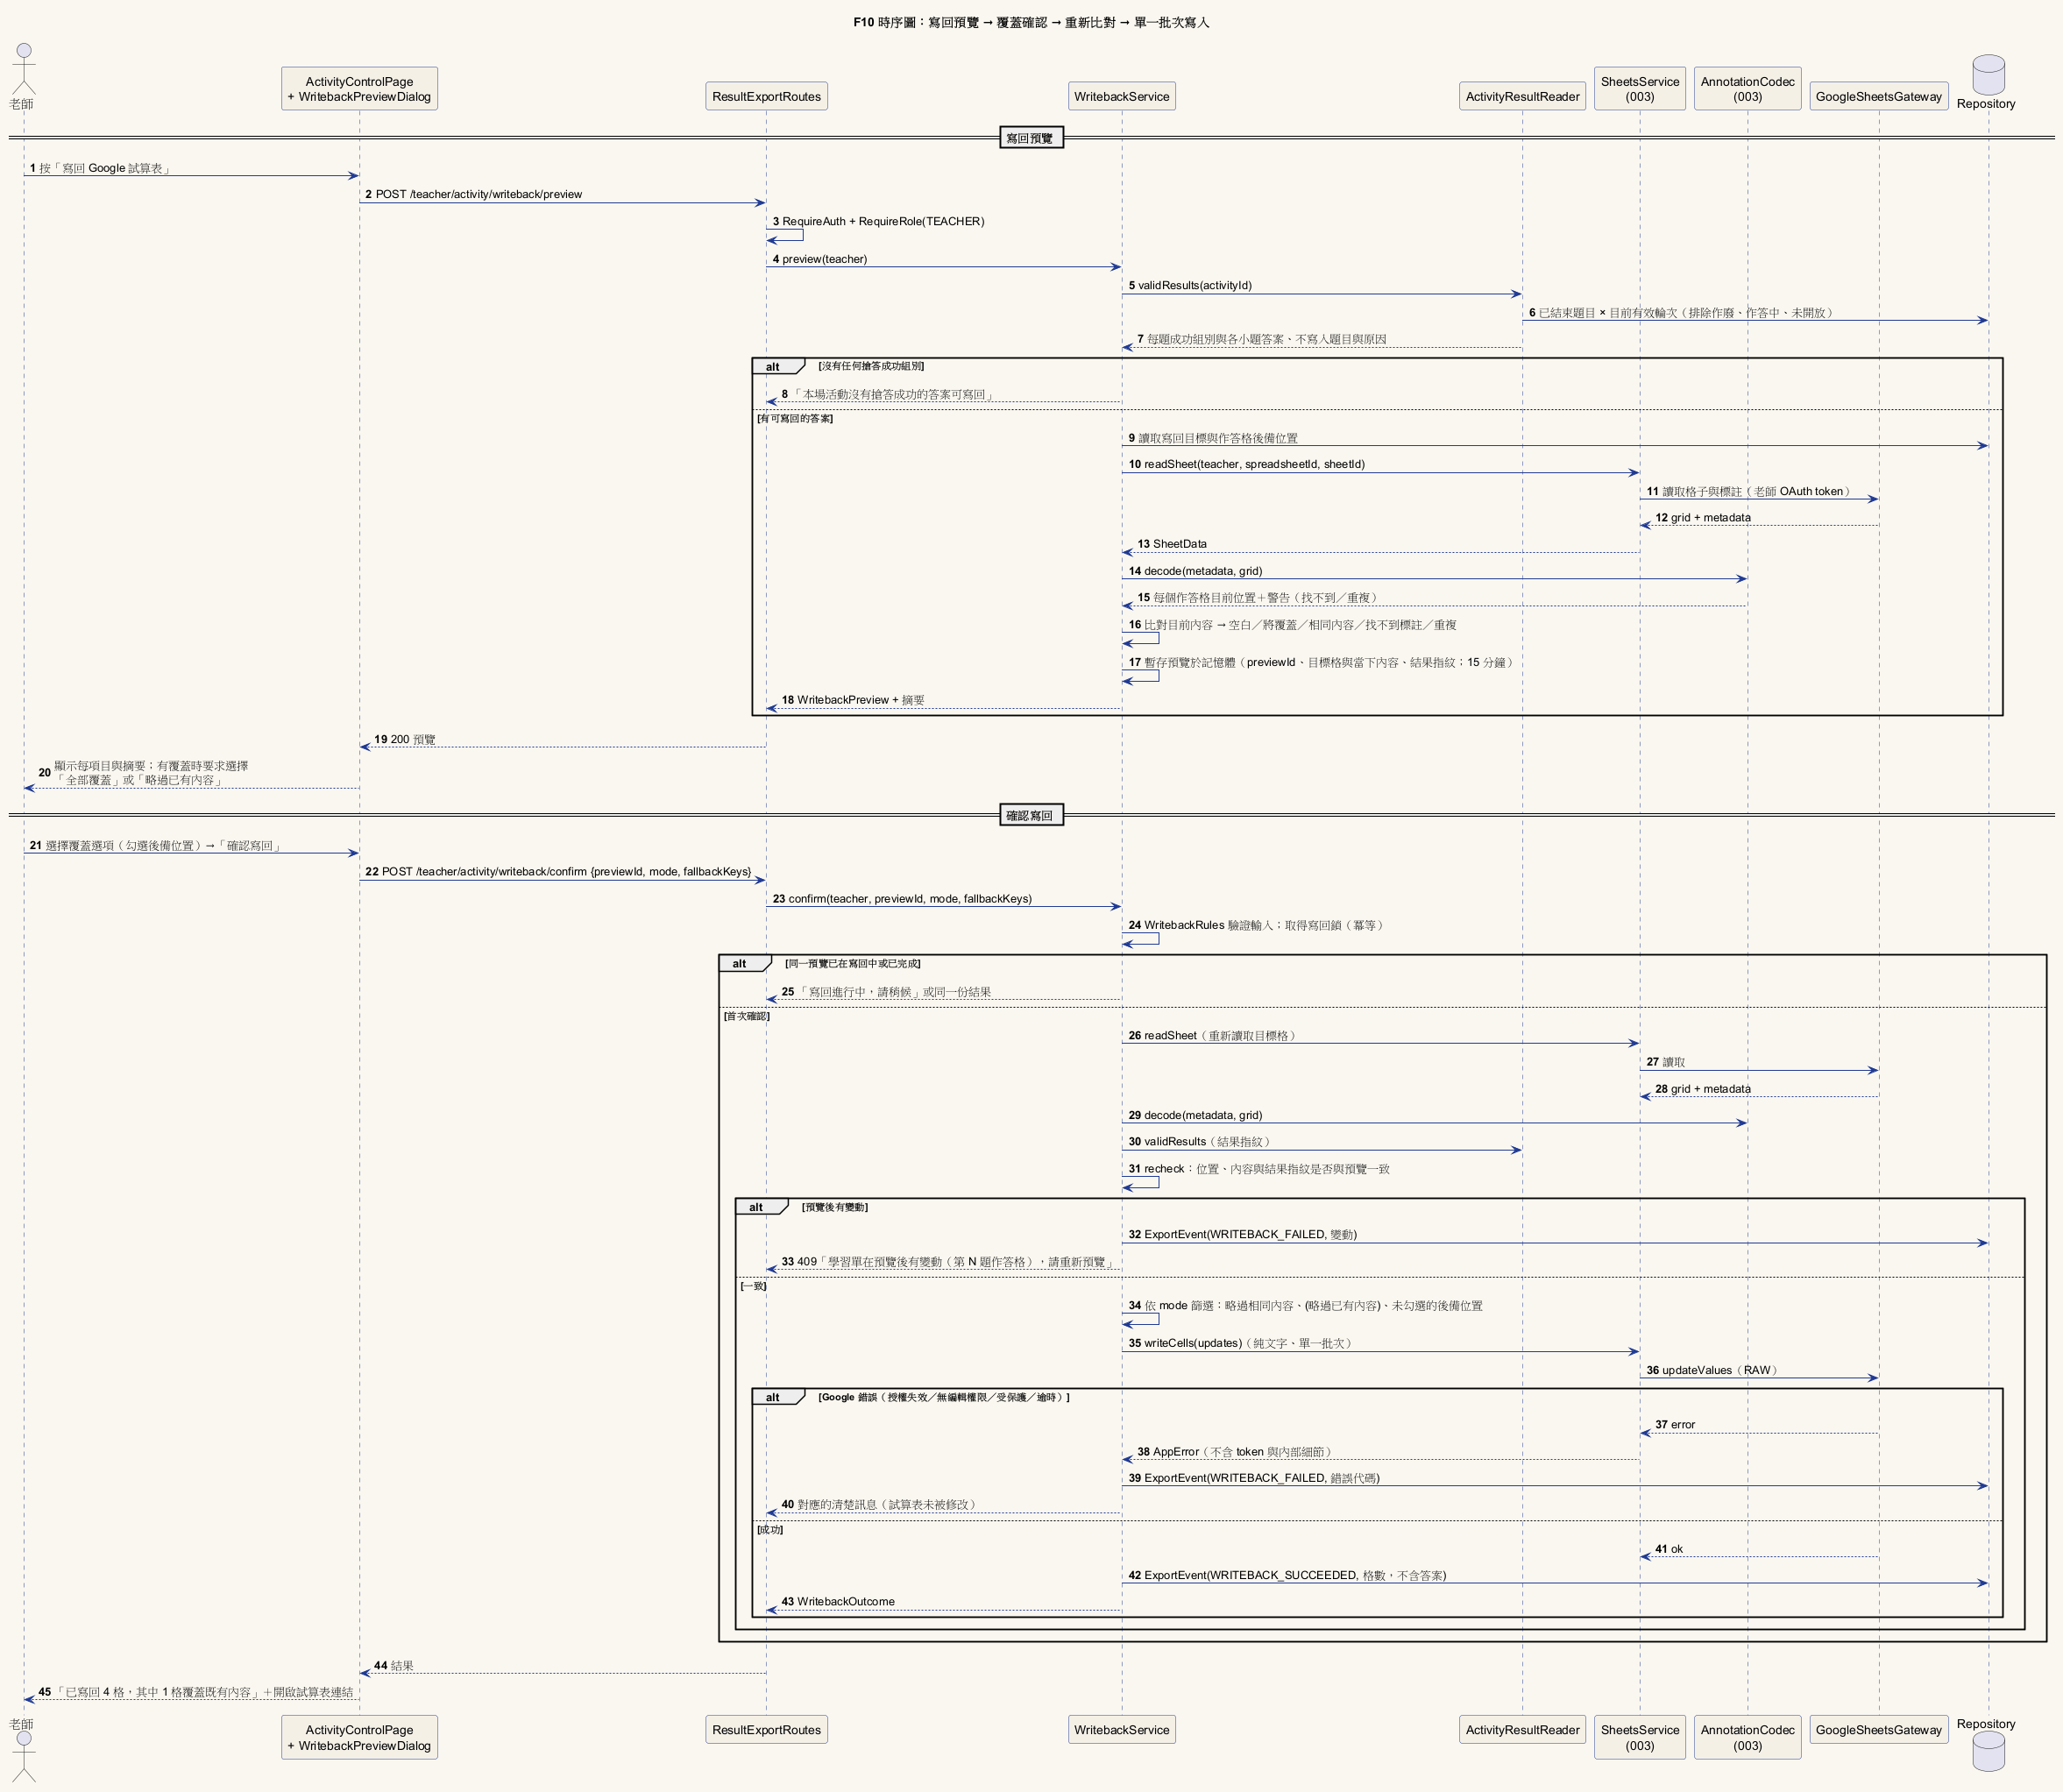 F10 時序圖：寫回預覽 → 覆蓋確認 → 重新比對 → 單一批次寫入
老師
ActivityControlPage
+ WritebackPreviewDialog
ResultExportRoutes
WritebackService
ActivityResultReader
SheetsService
(003)
AnnotationCodec
(003)
GoogleSheetsGateway
Repository
寫回預覽
1 按「寫回 Google 試算表」
2 POST /teacher/activity/writeback/preview
3 RequireAuth + RequireRole(TEACHER)
4 preview(teacher)
5 validResults(activityId)
6 已結束題目 × 目前有效輪次（排除作廢、作答中、未開放）
7 每題成功組別與各小題答案、不寫入題目與原因
alt [沒有任何搶答成功組別]
8 「本場活動沒有搶答成功的答案可寫回」
[有可寫回的答案]
9 讀取寫回目標與作答格後備位置
10 readSheet(teacher, spreadsheetId, sheetId)
11 讀取格子與標註（老師 OAuth token）
12 grid + metadata
13 SheetData
14 decode(metadata, grid)
15 每個作答格目前位置＋警告（找不到／重複）
16 比對目前內容 → 空白／將覆蓋／相同內容／找不到標註／重複
17 暫存預覽於記憶體（previewId、目標格與當下內容、結果指紋；15 分鐘）
18 WritebackPreview + 摘要
19 200 預覽
20 顯示每項目與摘要；有覆蓋時要求選擇
「全部覆蓋」或「略過已有內容」
確認寫回
21 選擇覆蓋選項（勾選後備位置）→「確認寫回」
22 POST /teacher/activity/writeback/confirm {previewId, mode, fallbackKeys}
23 confirm(teacher, previewId, mode, fallbackKeys)
24 WritebackRules 驗證輸入；取得寫回鎖（冪等）
alt [同一預覽已在寫回中或已完成]
25 「寫回進行中，請稍候」或同一份結果
[首次確認]
26 readSheet（重新讀取目標格）
27 讀取
28 grid + metadata
29 decode(metadata, grid)
30 validResults（結果指紋）
31 recheck：位置、內容與結果指紋是否與預覽一致
alt [預覽後有變動]
32 ExportEvent(WRITEBACK_FAILED, 變動)
33 409「學習單在預覽後有變動（第 N 題作答格），請重新預覽」
[一致]
34 依 mode 篩選：略過相同內容、(略過已有內容)、未勾選的後備位置
35 writeCells(updates)（純文字、單一批次）
36 updateValues（RAW）
alt [Google 錯誤（授權失效／無編輯權限／受保護／逾時）]
37 error
38 AppError（不含 token 與內部細節）
39 ExportEvent(WRITEBACK_FAILED, 錯誤代碼)
40 對應的清楚訊息（試算表未被修改）
[成功]
41 ok
42 ExportEvent(WRITEBACK_SUCCEEDED, 格數，不含答案)
43 WritebackOutcome
44 結果
45 「已寫回 4 格，其中 1 格覆蓋既有內容」＋開啟試算表連結
老師
ActivityControlPage
+ WritebackPreviewDialog
ResultExportRoutes
WritebackService
ActivityResultReader
SheetsService
(003)
AnnotationCodec
(003)
GoogleSheetsGateway
Repository